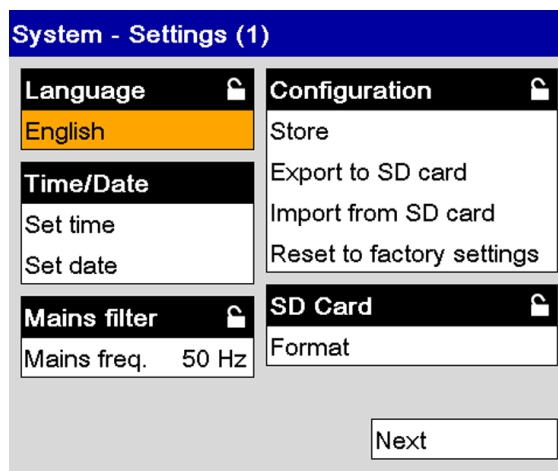 System - Settings (1)
Language
English
Time/Date
Set time
Set date
Mains filter
Mains freq. 50 Hz
Configuration
Store
Export to SD card
Import from SD card
Reset to factory settings
SD Card
Format
Next